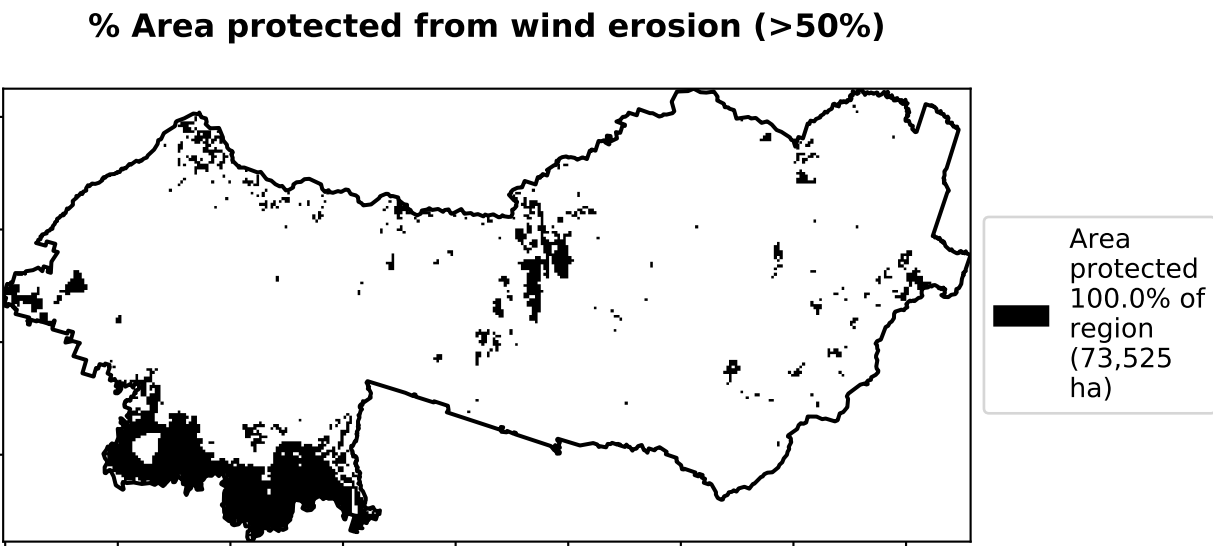 % Area protected from wind erosion (>50%)
Area
protected
100.0% of
region
(73,525
ha)